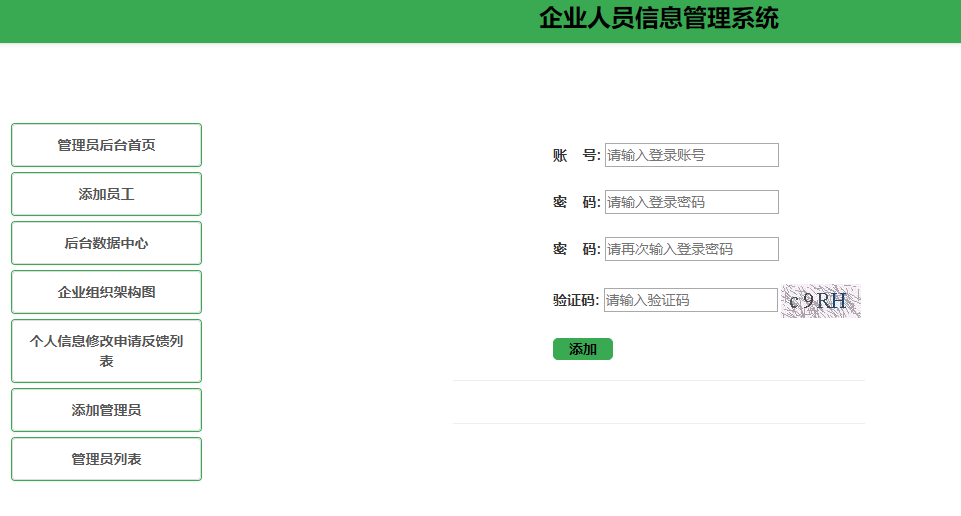 企业人员信息管理系统
管理员后台首页
添加员工
后台数据中心
企业组织架构图
个人信息修改申请反馈列
表
添加管理员
管理员列表
账 号: 请输入登录账号
密 码: 请输入登录密码
密 码: 请再次输入登录密码
验证码: 请输入验证码 c9RH
添加